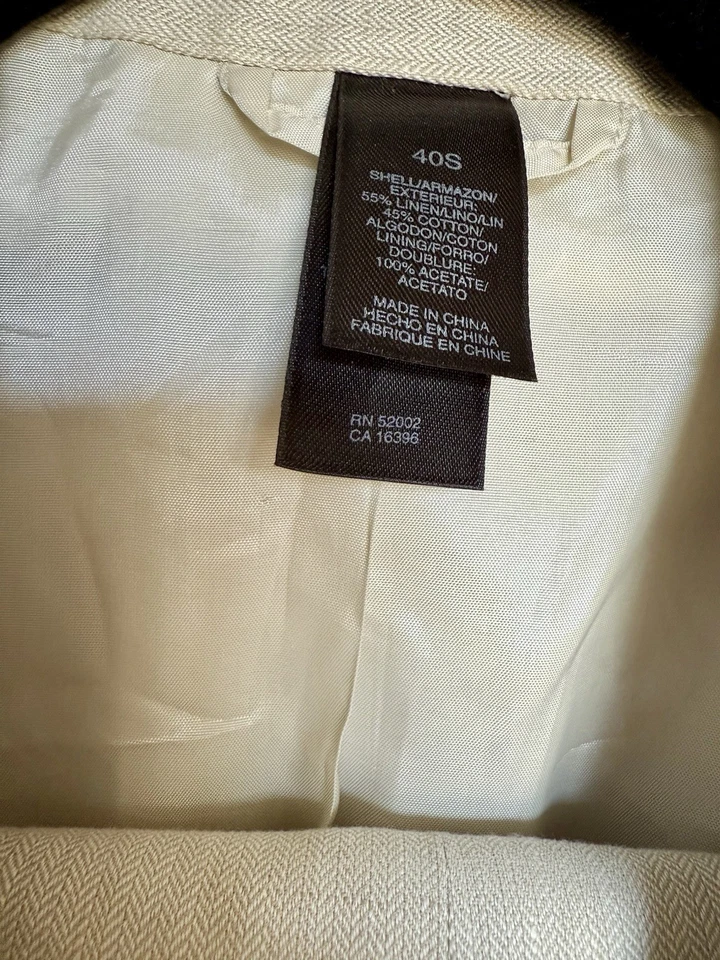 40S
SHELL/ARMAZON/
EXTERIEUR:
55% LINEN/LINO/LIN
45% COTTON/
ALGODON/COTON
LINING/FORRO/
DOUBLURE:
100% ACETATE/
ACETATO
MADE IN CHINA
HECHO EN CHINA
FABRIQUE EN CHINE
RN 52002
CA 16396